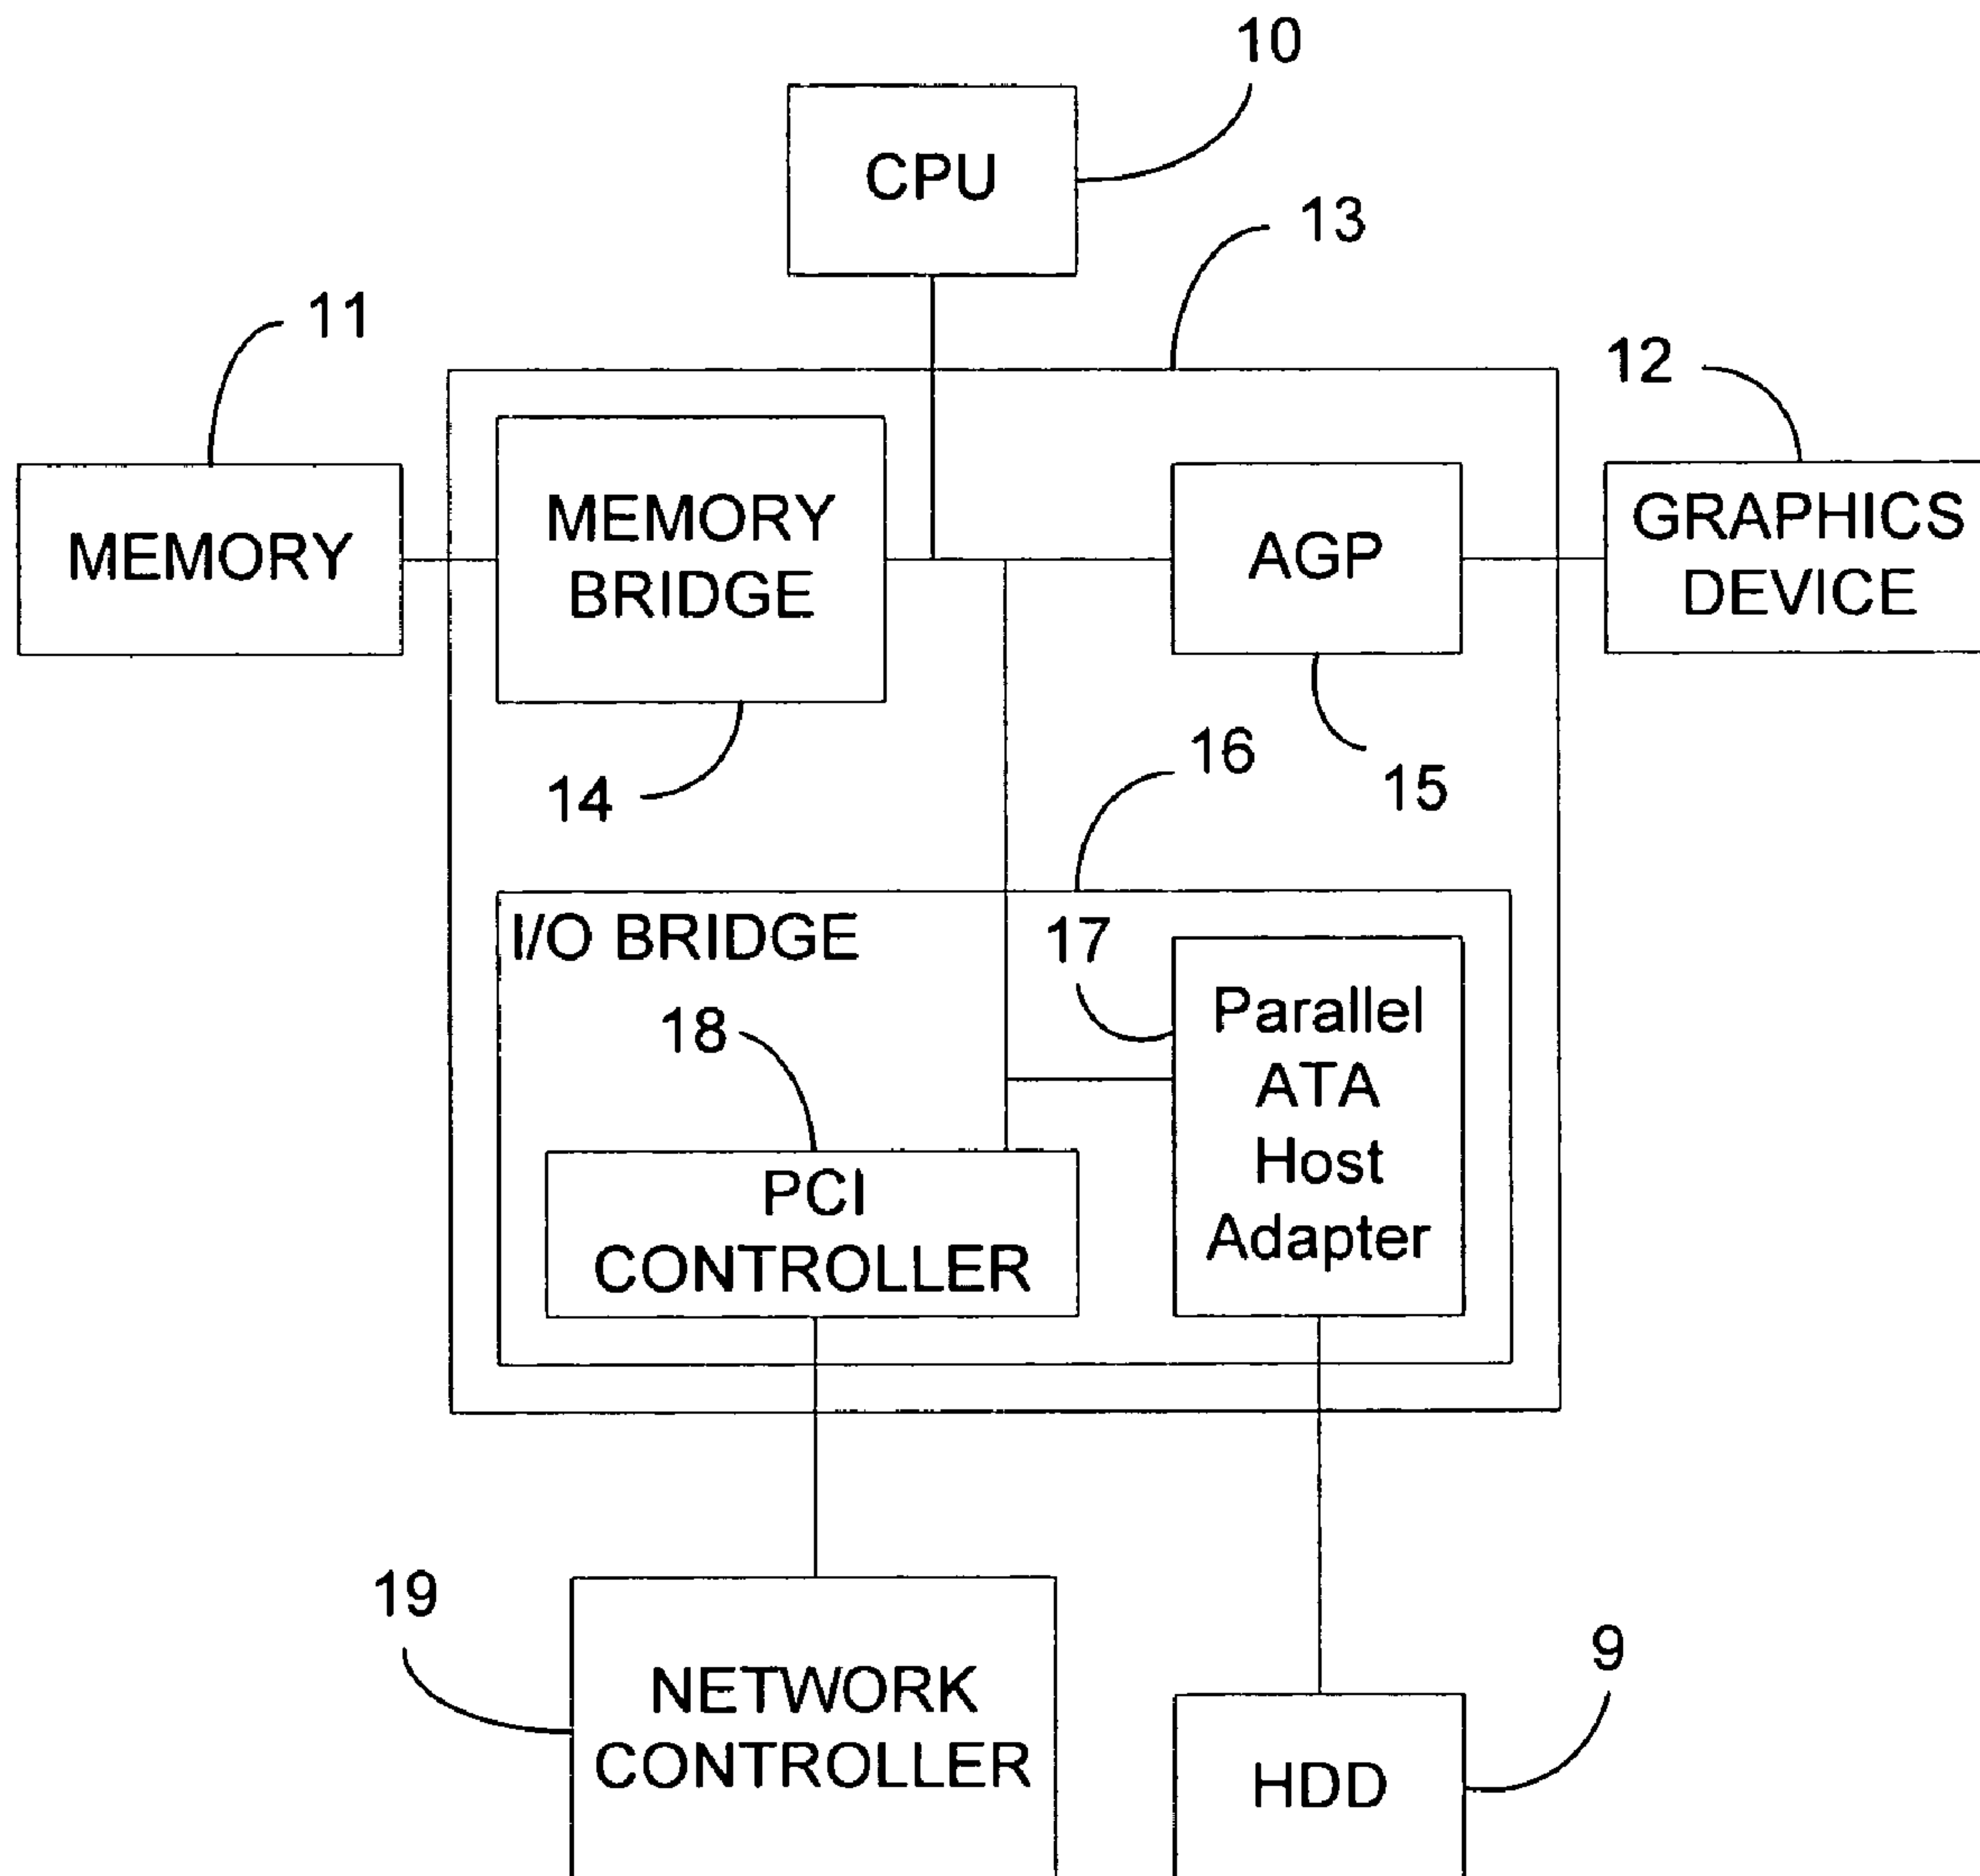 10
CPU
13
11
12
MEMORY
MEMORY
BRIDGE
AGP
GRAPHICS
DEVICE
14
16
15
I/O BRIDGE
17
18
Parallel
ATA
Host
Adapter
PCI
CONTROLLER
19
9
NETWORK
CONTROLLER
HDD